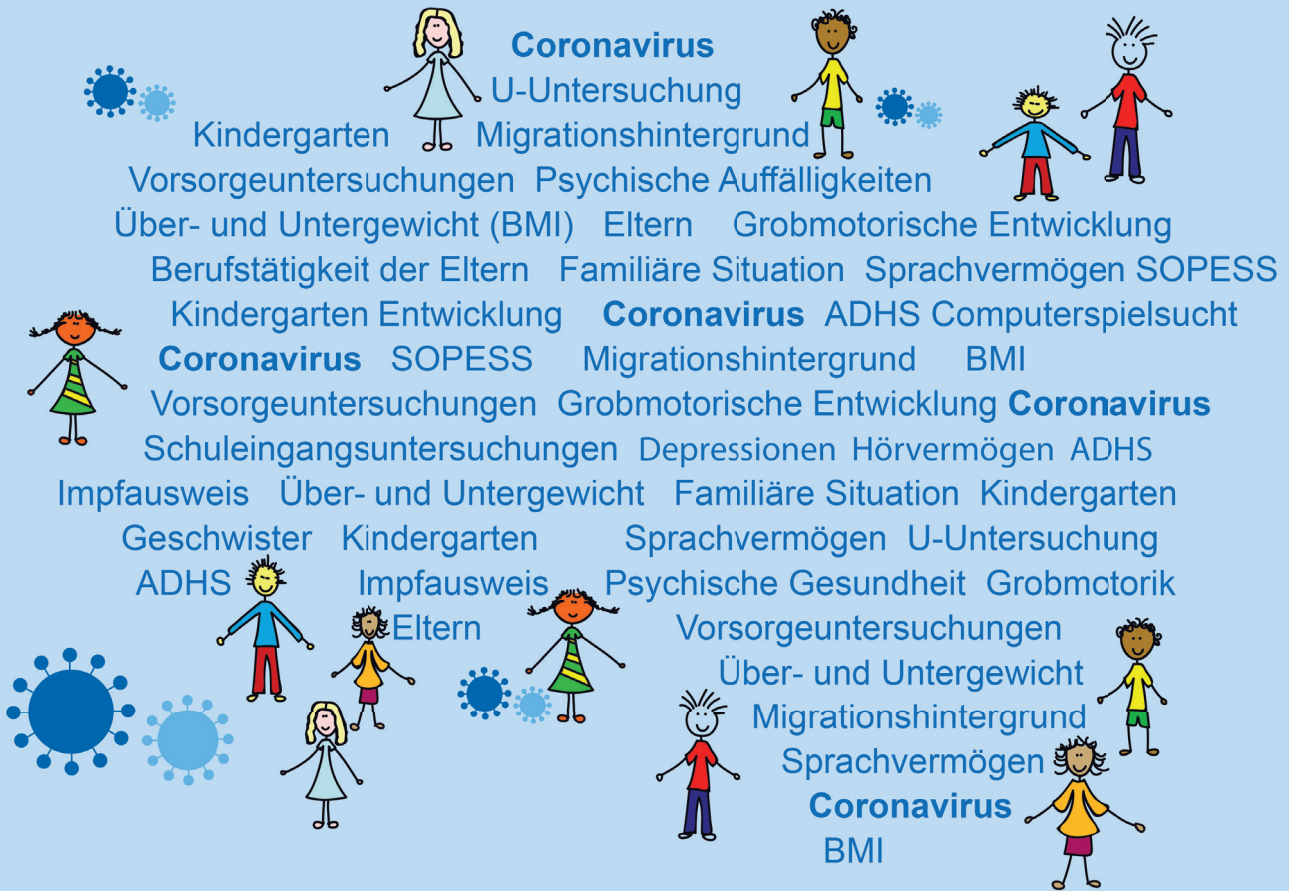 Coronavirus
U-Untersuchung
Kindergarten Migrationshintergrund
Vorsorgeuntersuchungen Psychische Auffälligkeiten
Über- und Untergewicht (BMI) Eltern Grobmotorische Entwicklung
Berufstätigkeit der Eltern Familiäre Situation Sprachvermögen SOPESS
Kindergarten Entwicklung Coronavirus ADHS Computerspielsucht
Coronavirus SOPESS Migrationshintergrund BMI
Vorsorgeuntersuchungen Grobmotorische Entwicklung Coronavirus
Schuleingangsuntersuchungen Depressionen Hörvermögen ADHS
Impfausweis Über- und Untergewicht Familiäre Situation Kindergarten
Geschwister Kindergarten Sprachvermögen U-Untersuchung
ADHS Impfausweis Psychische Gesundheit Grobmotorik
Eltern Vorsorgeuntersuchungen
Über- und Untergewicht
Migrationshintergrund
Sprachvermögen
Coronavirus
BMI